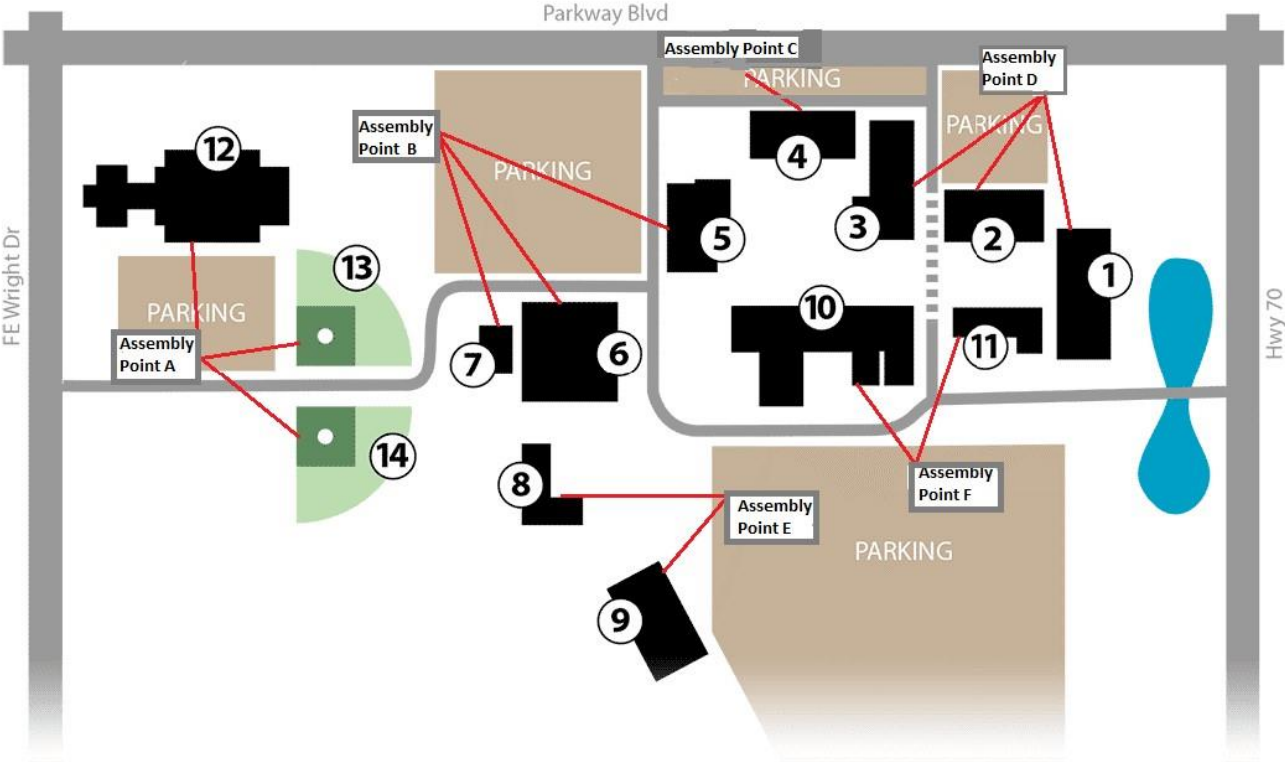 Parkway Blvd
Assembly Point C
PARKING
Assembly
Point D
PARKING
Assembly
Point B
PARKING
12
4
3
5
2
1
13
10
FE Wright Dr
Hwy 70
PARKING
Assembly
Point A
7
6
11
14
8
Assembly
Point F
Assembly
Point E
PARKING
9